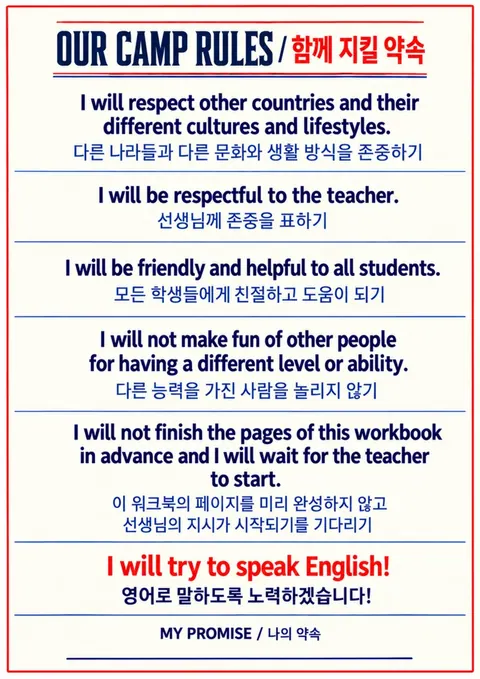 OUR CAMP RULES / 함께 지킬 약속
I will respect other countries and their
different cultures and lifestyles.
다른 나라들과 다른 문화와 생활 방식을 존중하기
I will be respectful to the teacher.
선생님께 존중을 표하기
I will be friendly and helpful to all students.
모든 학생들에게 친절하고 도움이 되기
I will not make fun of other people
for having a different level or ability.
다른 능력을 가진 사람을 놀리지 않기
I will not finish the pages of this workbook
in advance and I will wait for the teacher
to start.
이 워크북의 페이지를 미리 완성하지 않고
선생님의 지시가 시작되기를 기다리기
I will try to speak English!
영어로 말하도록 노력하겠습니다!
MY PROMISE / 나의 약속